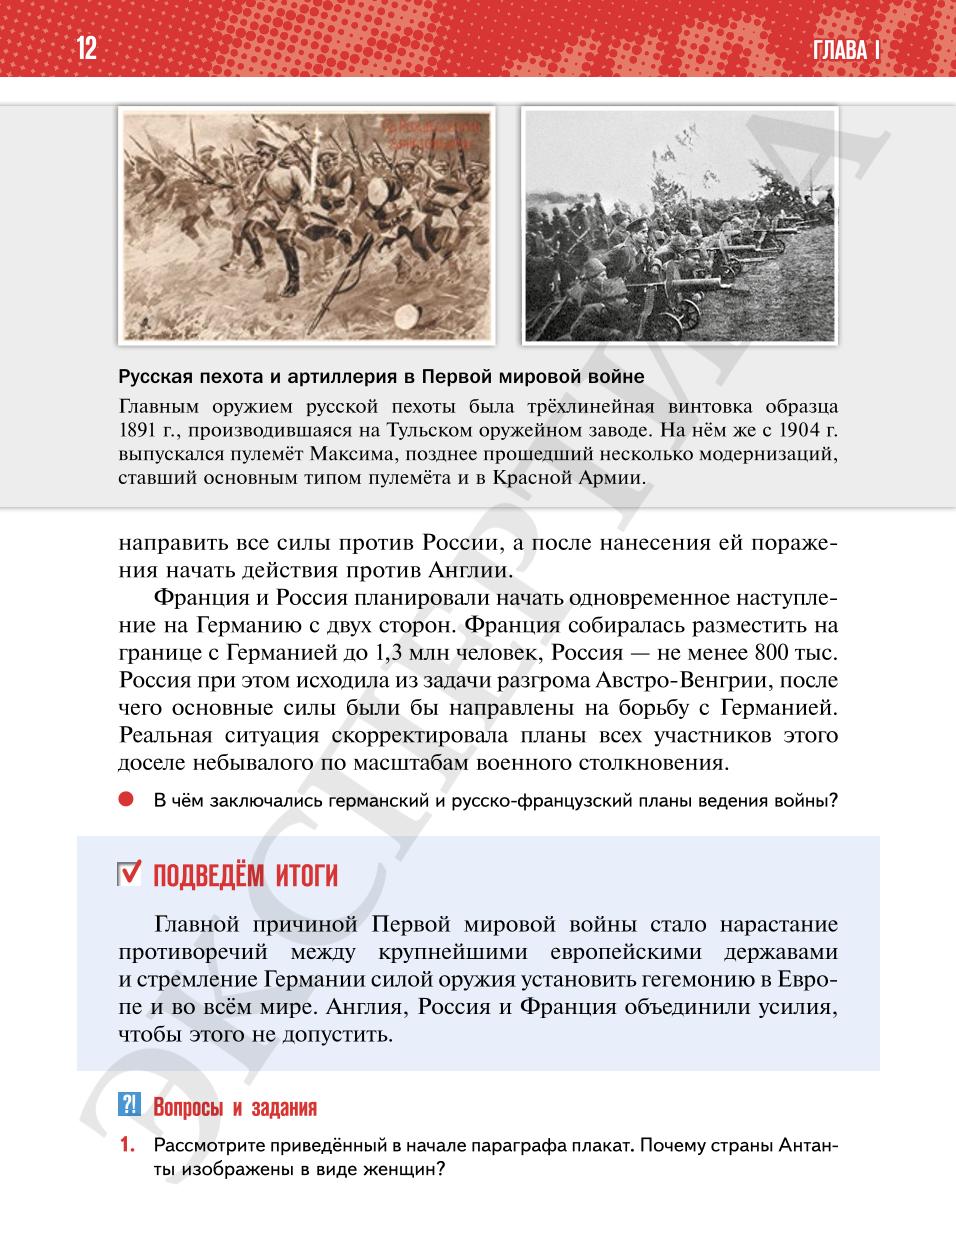 12
ГЛАВА I
Русская пехота и артиллерия в Первой мировой войне
Главным оружием русской пехоты была трёхлинейная винтовка образца
1891 г., производившаяся на Тульском оружейном заводе. На нём же с 1904 г.
выпускался пулемёт Максима, позднее прошедший несколько модернизаций,
ставший основным типом пулемёта и в Красной Армии.
направить все силы против России, а после нанесения ей пораже-
ния начать действия против Англии.
Франция и Россия планировали начать одновременное наступле-
ние на Германию с двух сторон. Франция собиралась разместить на
границе с Германией до 1,3 млн человек, Россия — не менее 800 тыс.
Россия при этом исходила из задачи разгрома Австро-Венгрии, после
чего основные силы были бы направлены на борьбу с Германией.
Реальная ситуация скорректировала планы всех участников этого
доселе небывалого по масштабам военного столкновения.
В чём заключались германский и русско-французский планы ведения войны?
ПОДВЕДЁМ ИТОГИ
Главной причиной Первой мировой войны стало нарастание
противоречий между крупнейшими европейскими державами
и стремление Германии силой оружия установить гегемонию в Евро-
пе и во всём мире. Англия, Россия и Франция объединили усилия,
чтобы этого не допустить.
?! Вопросы и задания
1. Рассмотрите приведённый в начале параграфа плакат. Почему страны Антан-
ты изображены в виде женщин?
ЭКСПЕРТИЗА